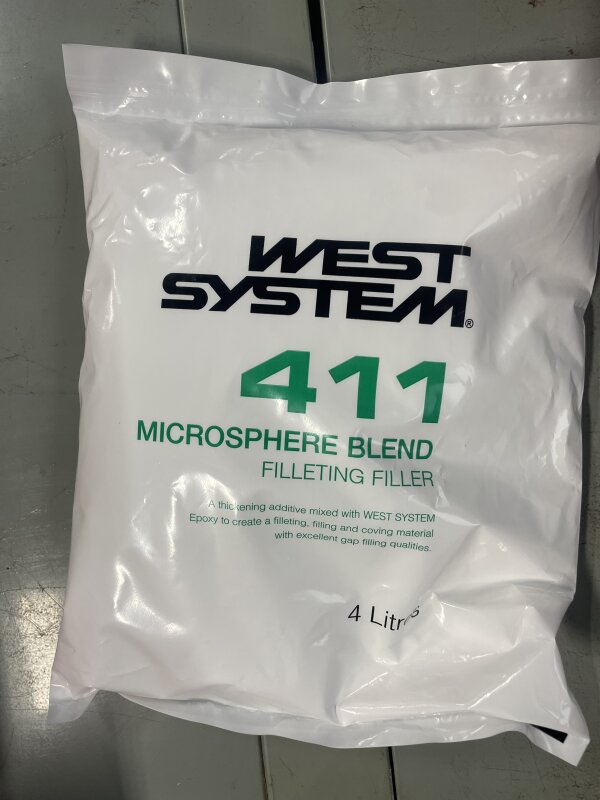 WEST
SYSTEM®
411
MICROSPHERE BLEND
FILLETING FILLER
A thickening additive mixed with WEST SYSTEM
Epoxy to create a filleting, filling and coving material
with excellent gap filling qualities.
4 Litres